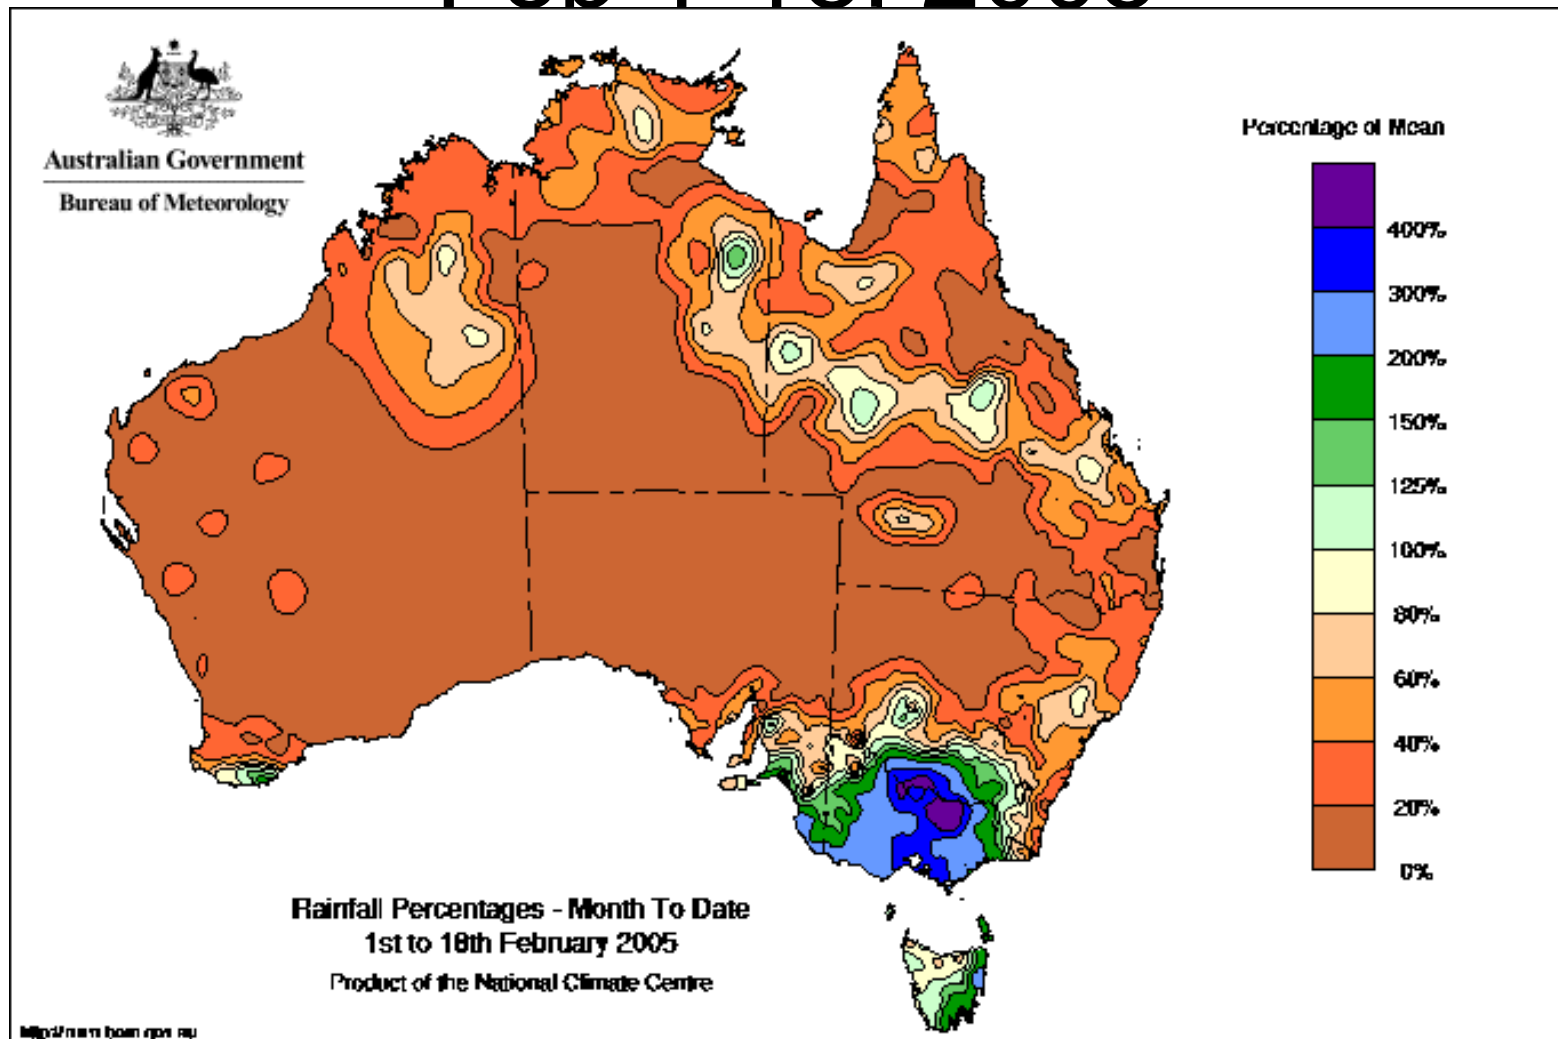 Australian Government
Bureau of Meteorology
Percentage of Mean
400%
300%
200%
150%
125%
100%
80%
60%
40%
20%
0%
Rainfall Percentages - Month To Date
1st to 18th February 2005
Product of the National Climate Centre